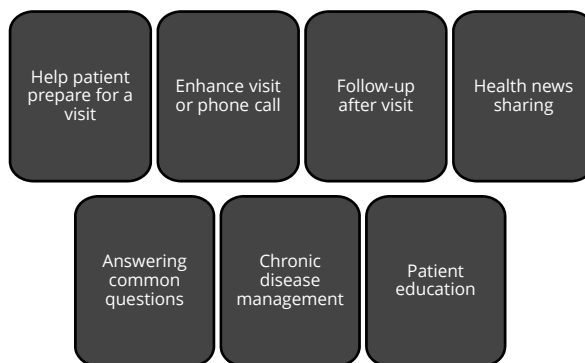 Help patient
prepare for a
visit
Enhance visit
or phone call
Follow-up
after visit
Health news
sharing
Answering
common
questions
Chronic
disease
management
Patient
education